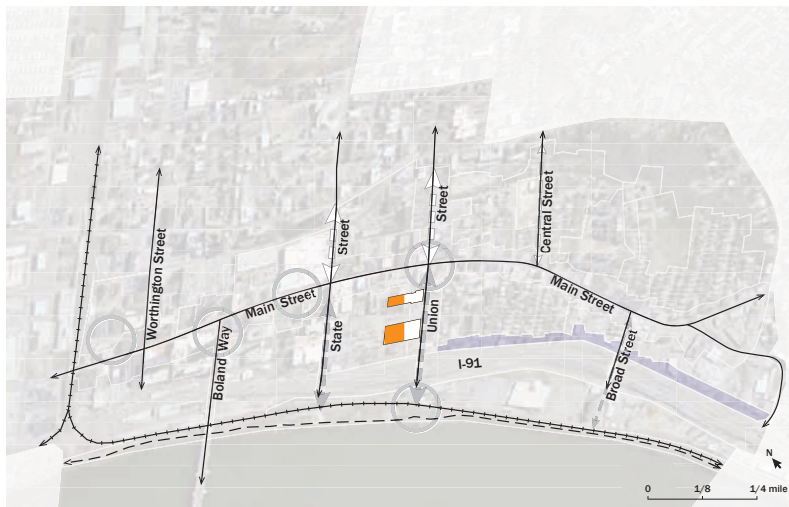 Worthington Street
Boland Way
Main Street
Street
State
Street
Union
Central Street
Main Street
Broad Street
I-91
N
0 1/8 1/4 mile